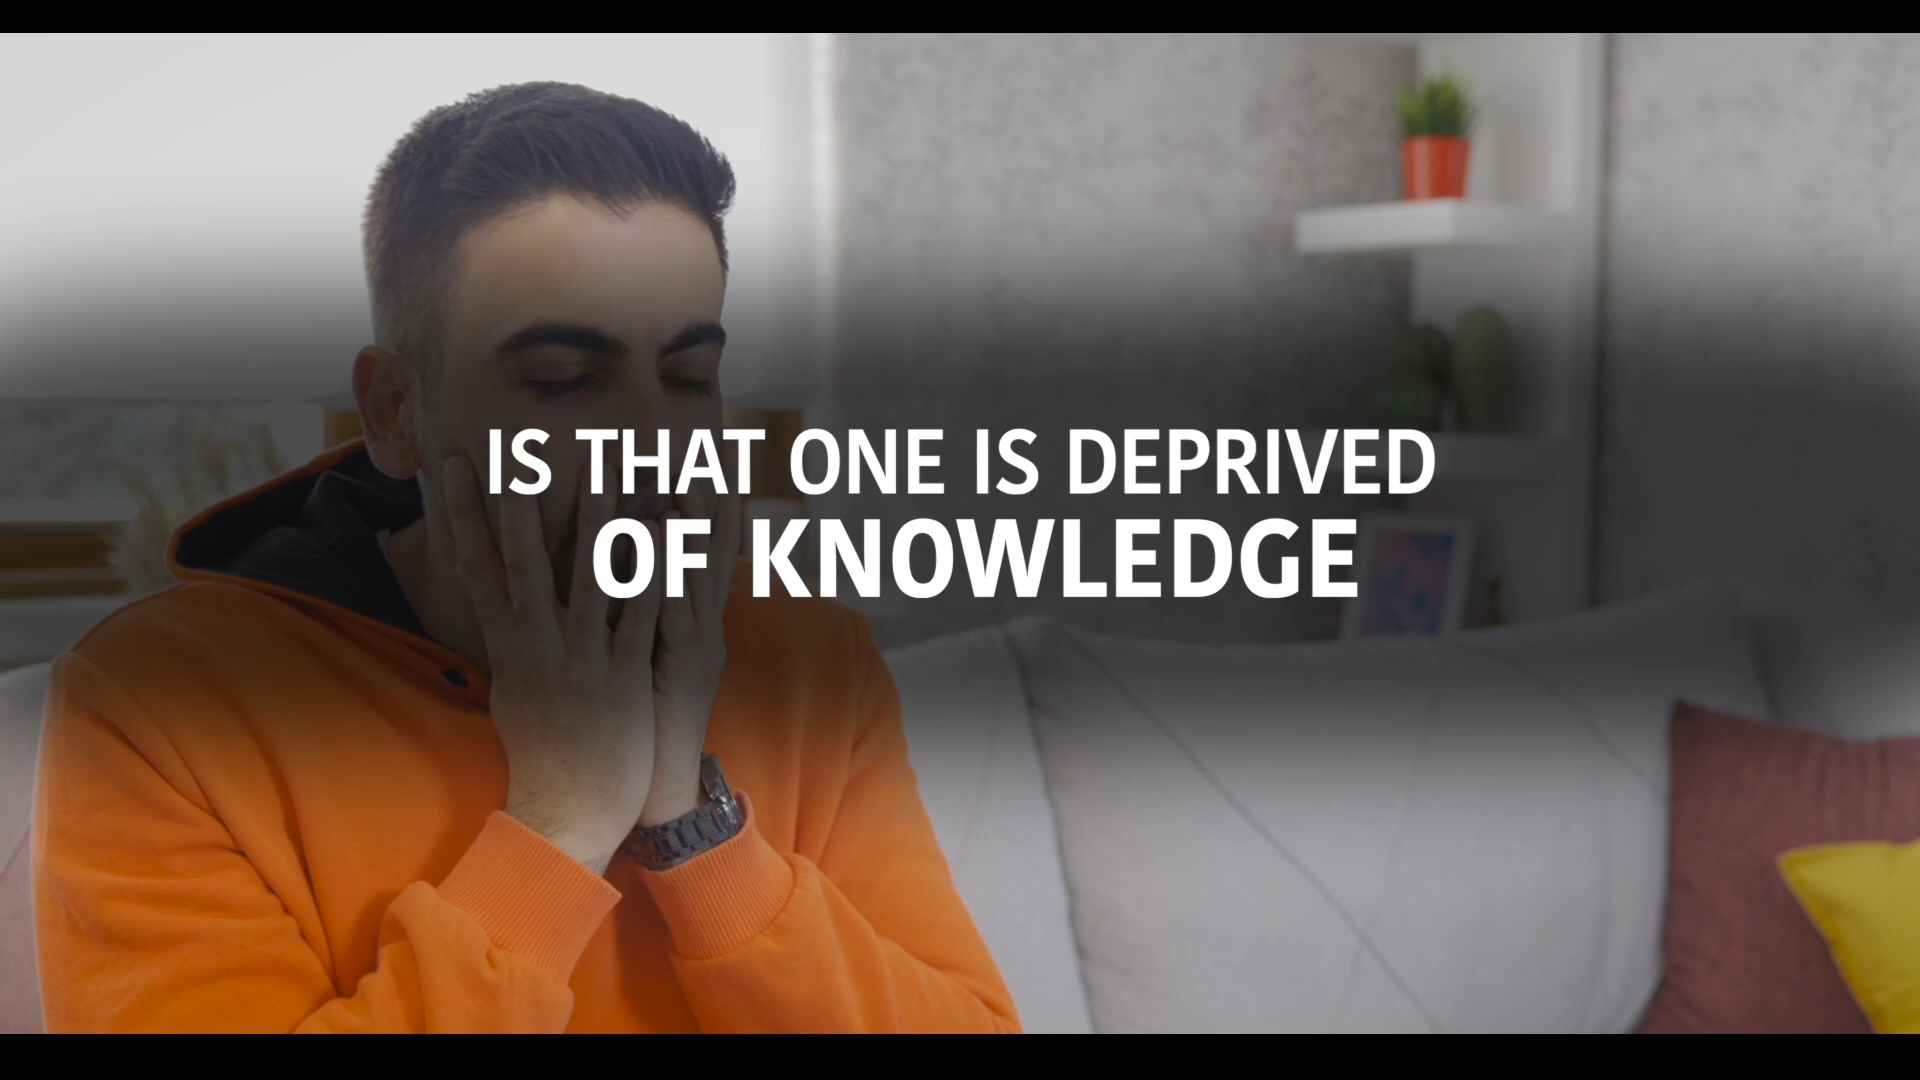 IS THAT ONE IS DEPRIVED
OF KNOWLEDGE